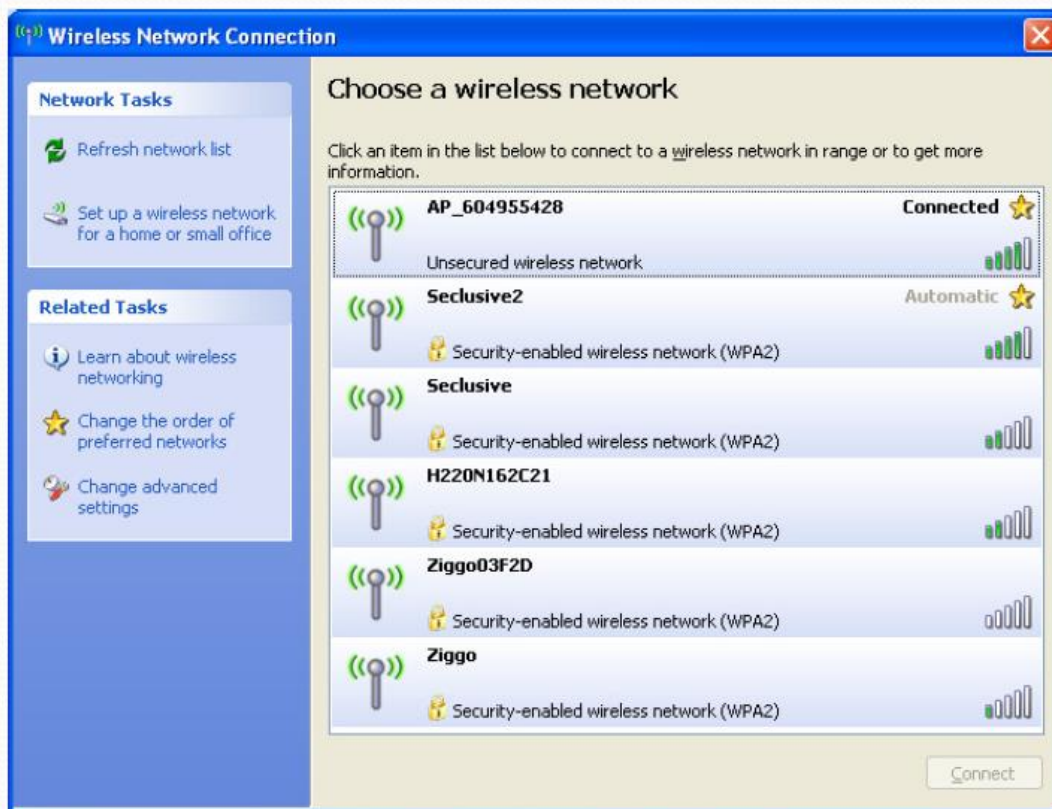 Wireless Network Connection
Network Tasks
Refresh network list
Set up a wireless network
for a home or small office
Related Tasks
Learn about wireless
networking
Change the order of
preferred networks
Change advanced
settings
Choose a wireless network
Click an item in the list below to connect to a wireless network in range or to get more
information.
AP_604955428 Connected
Unsecured wireless network
Seclusive2 Automatic
Security-enabled wireless network (WPA2)
Seclusive
Security-enabled wireless network (WPA2)
H220N162C21
Security-enabled wireless network (WPA2)
Ziggo03F2D
Security-enabled wireless network (WPA2)
Ziggo
Security-enabled wireless network (WPA2)
Connect